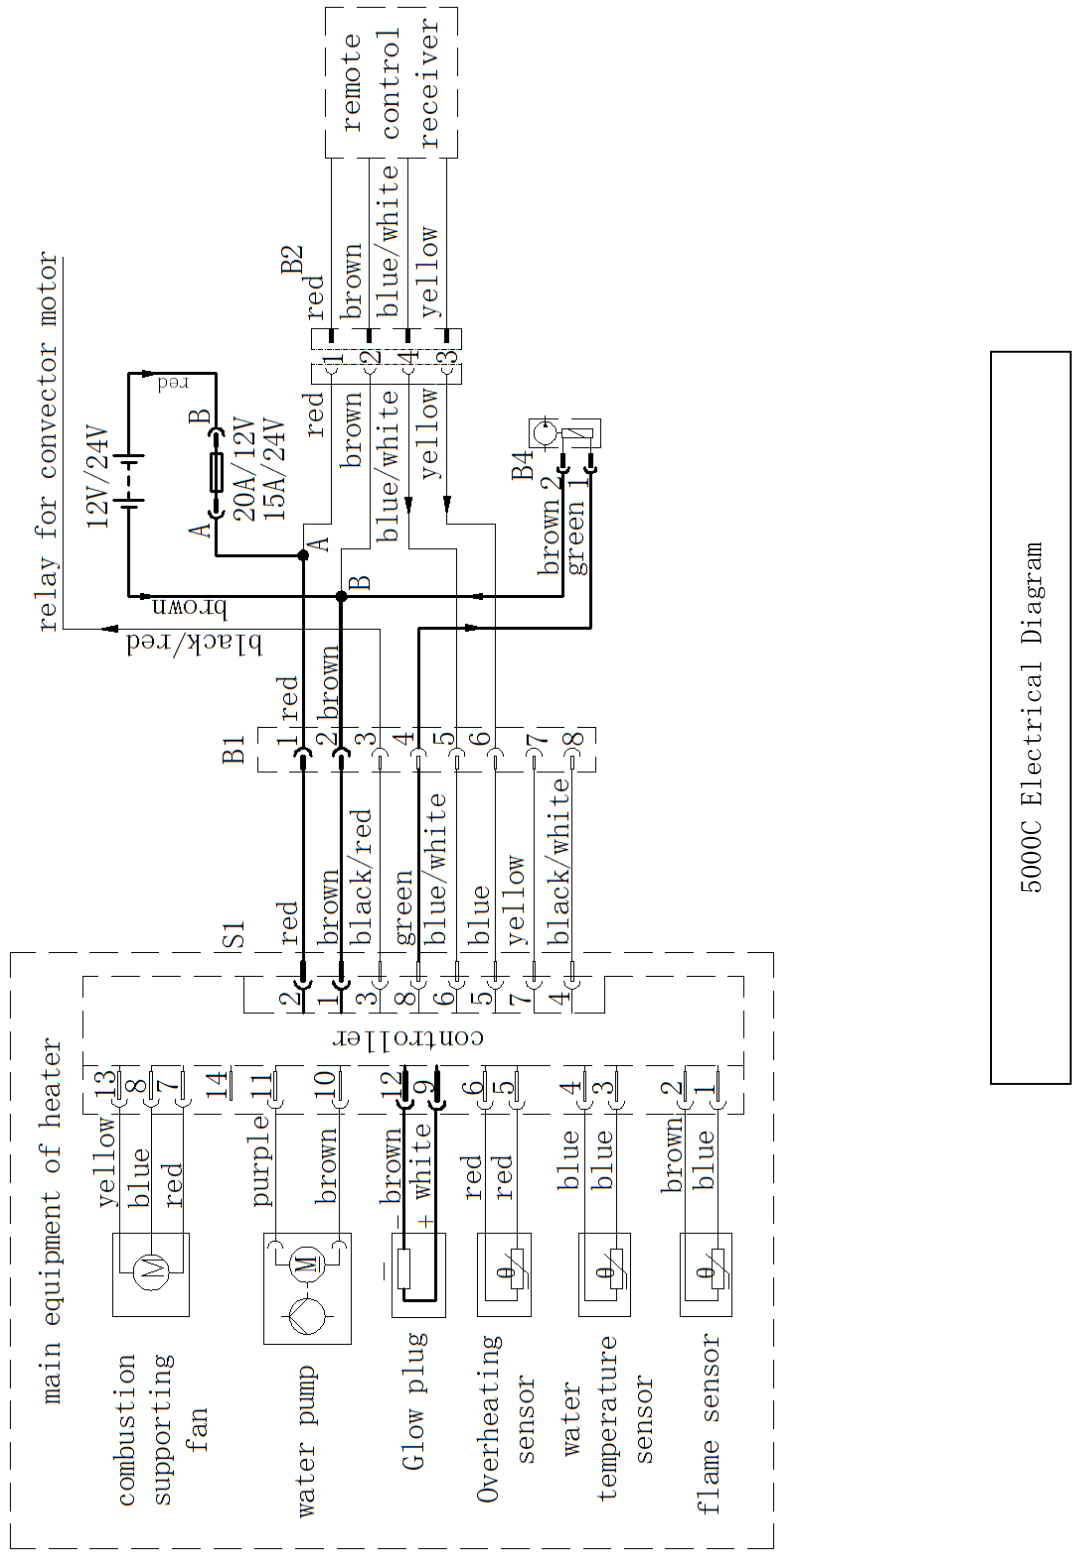 remote
control
receiver
B2
red
brown
blue/white
yellow
1
2
4
3
red
brown
blue/white
yellow
relay for convector motor
12V/24V
red
B
20A/12V
15A/24V
A
A
B
brown
black/red
B4
brown 2
green 1
B1
1
2
3
4
5
6
7
8
red
brown
S1
red
brown
black/red
green
blue/white
blue
yellow
black/white
2
1
3
8
6
5
7
4
controller
main equipment of heater
13
8
7
14
11
10
12
9
6
5
4
3
2
1
yellow
blue
red
purple
brown
brown -
+ white
red
red
blue
blue
brown
blue
M
M
θ
θ
θ
combustion
supporting
fan
water pump
Glow plug
Overheating
sensor
water
temperature
sensor
flame sensor
5000C Electrical Diagram